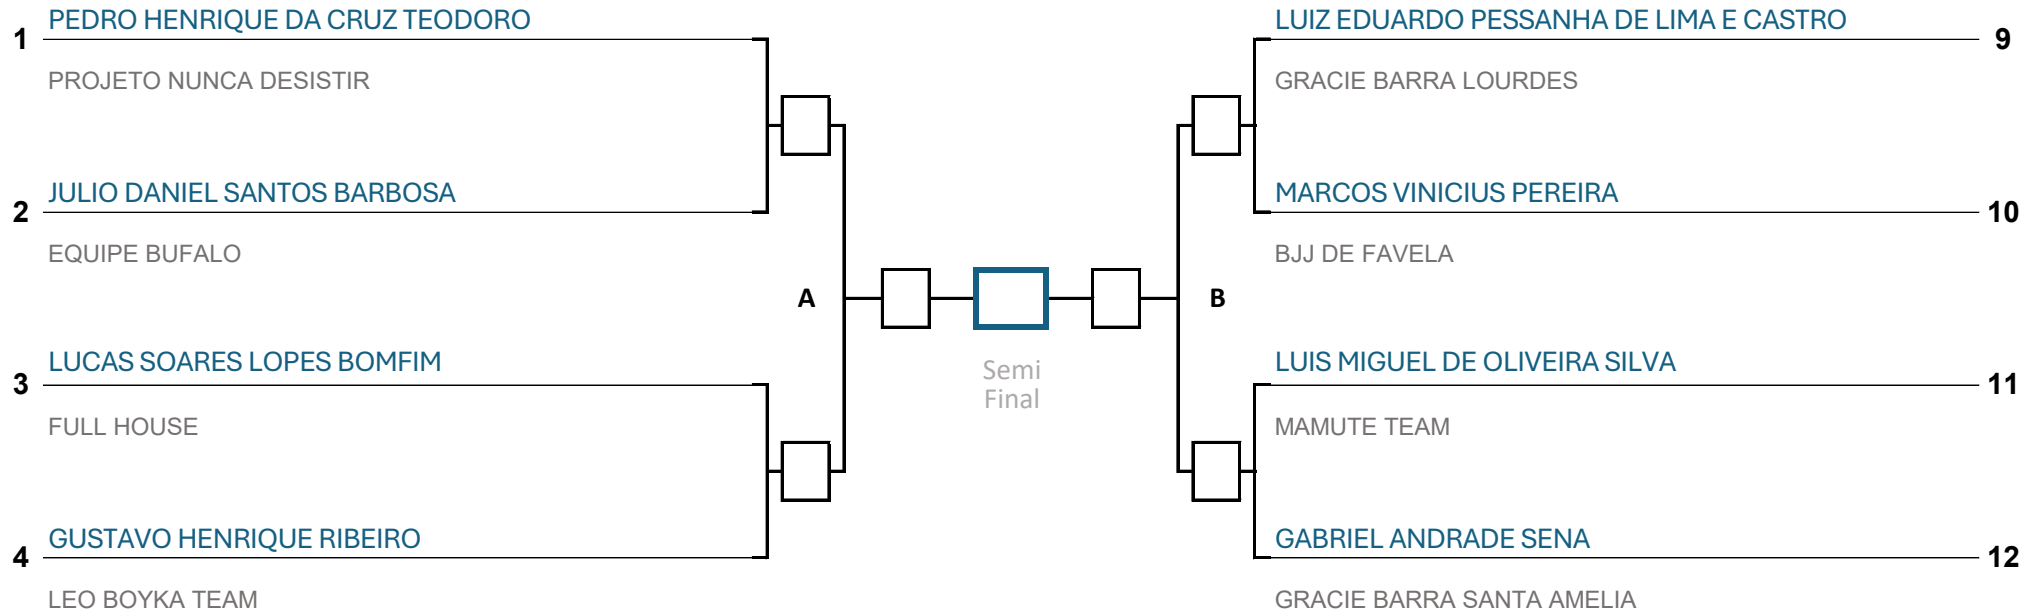 PEDRO HENRIQUE DA CRUZ TEODORO
1
PROJETO NUNCA DESISTIR
JULIO DANIEL SANTOS BARBOSA
2
EQUIPE BUFALO
A
LUCAS SOARES LOPES BOMFIM
3
FULL HOUSE
GUSTAVO HENRIQUE RIBEIRO
4
LEO BOYKA TEAM
Semi
Final
LUIZ EDUARDO PESSANHA DE LIMA E CASTRO
9
GRACIE BARRA LOURDES
MARCOS VINICIUS PEREIRA
10
BJJ DE FAVELA
B
LUIS MIGUEL DE OLIVEIRA SILVA
11
MAMUTE TEAM
GABRIEL ANDRADE SENA
12
GRACIE BARRA SANTA AMELIA